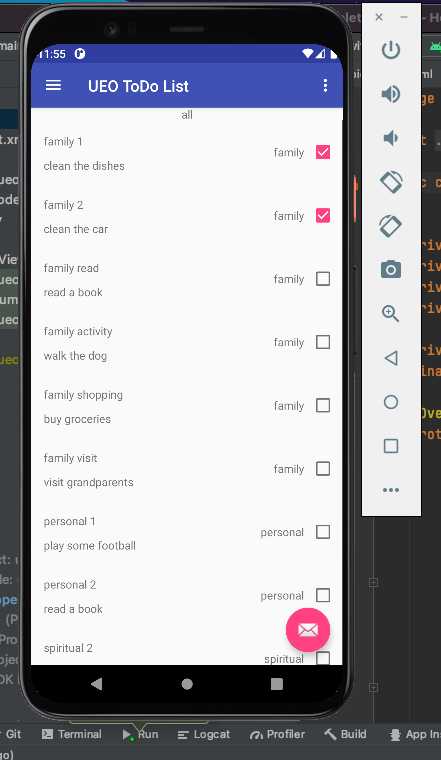 11:55
UEO ToDo List
all
family 1
clean the dishes
family
family 2
clean the car
family
family read
read a book
family
family activity
walk the dog
family
family shopping
buy groceries
family
family visit
visit grandparents
family
personal 1
play some football
personal
personal 2
read a book
personal
spiritual 2
spiritual
Git
Terminal
Run
Logcat
Profiler
Build
App Ins